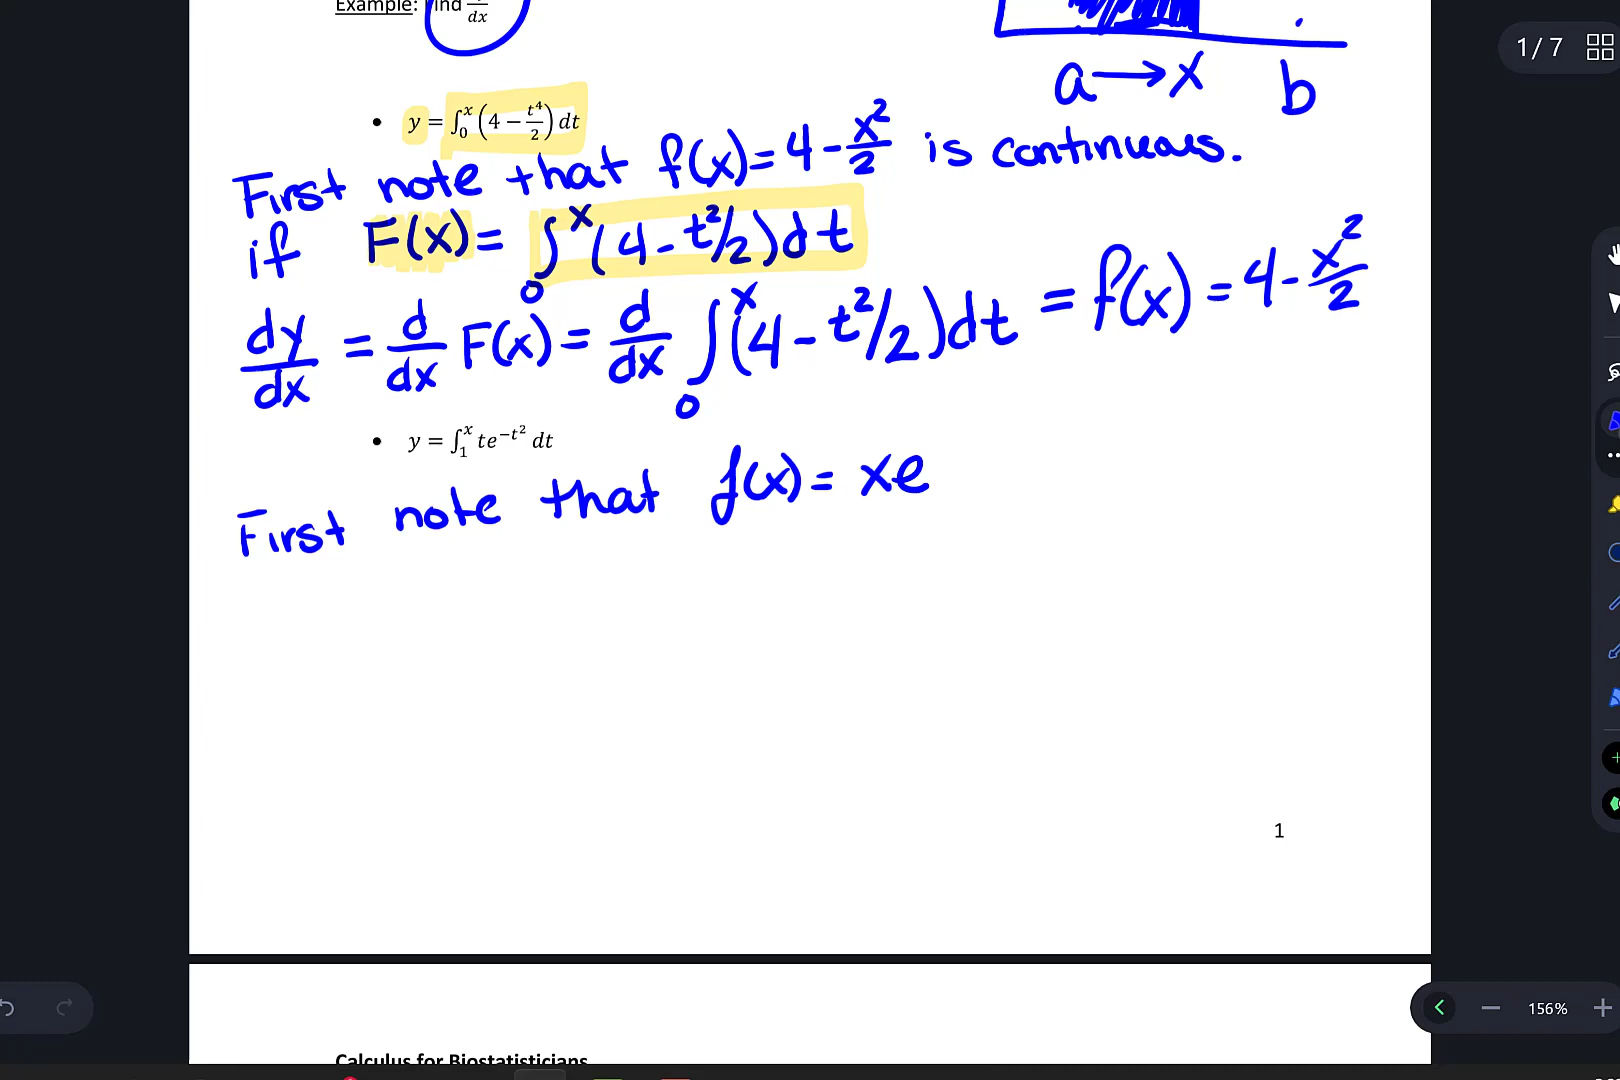 Example: Find d/dx
1/7
a → x b
• y = ∫₀ˣ (4 − t⁴/2) dt
First note that f(x) = 4 - x²/2 is continuous.
if F(x) = ∫₀ˣ (4 - t²/2) dt
dy/dx = d/dx F(x) = d/dx ∫₀ˣ (4 - t²/2) dt = f(x) = 4 - x²/2
• y = ∫₁ˣ te^(−t²) dt
First note that f(x) = xe
1
156%
Calculus for Biostatisticians